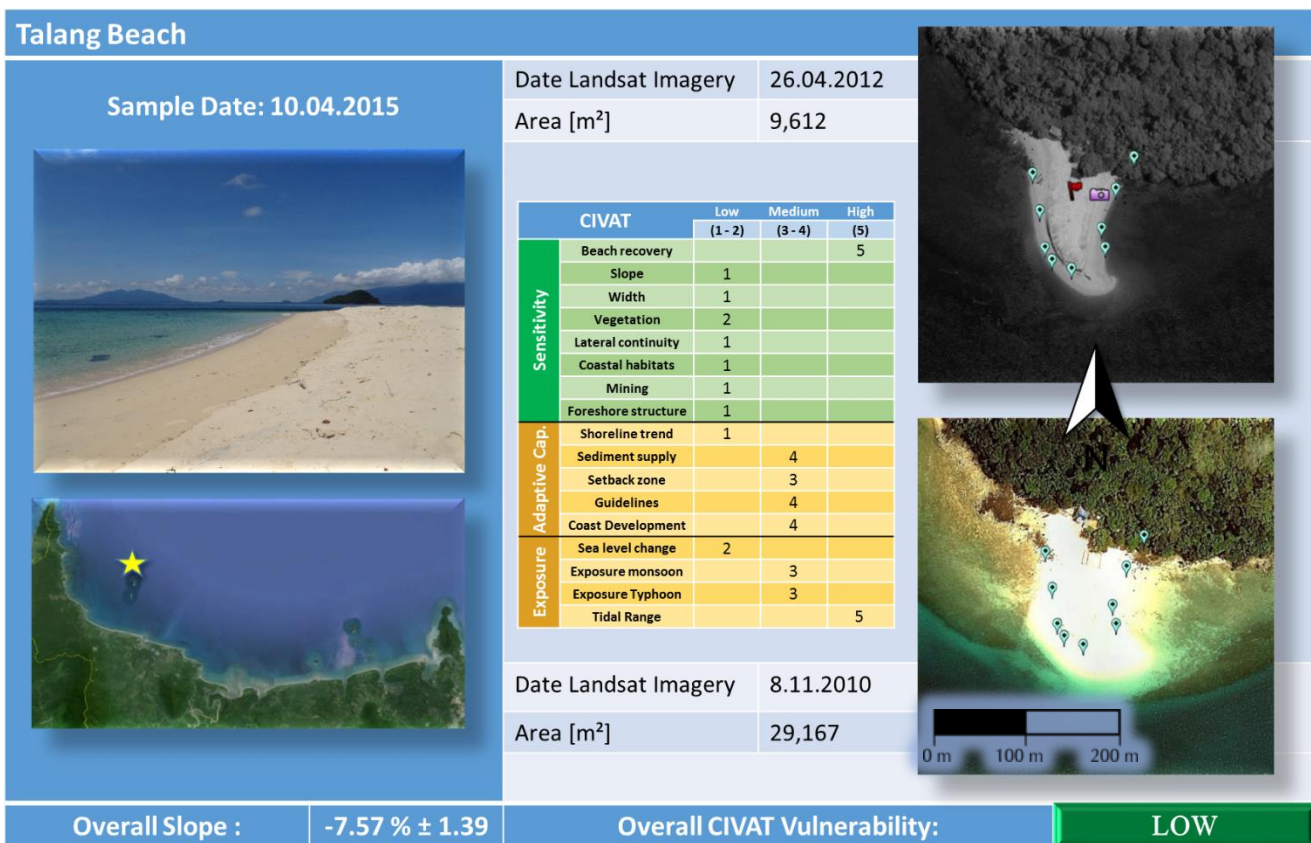 Talang Beach
Sample Date: 10.04.2015
Date Landsat Imagery 26.04.2012
Area [m²] 9,612
CIVAT Low Medium High
(1 - 2) (3 - 4) (5)
Sensitivity
Beach recovery 5
Slope 1
Width 1
Vegetation 2
Lateral continuity 1
Coastal habitats 1
Mining 1
Foreshore structure 1
Adaptive Cap.
Shoreline trend 1
Sediment supply 4
Setback zone 3
Guidelines 4
Coast Development 4
Exposure
Sea level change 2
Exposure monsoon 3
Exposure Typhoon 3
Tidal Range 5
N
Date Landsat Imagery 8.11.2010
Area [m²] 29,167
0 m 100 m 200 m
Overall Slope : -7.57 % ± 1.39 Overall CIVAT Vulnerability: LOW